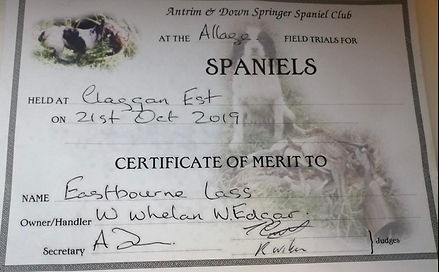 Antrim & Down Springer Spaniel Club
AT THE Allage FIELD TRIALS FOR
SPANIELS
HELD AT Claggan Est
ON 21st Oct 2019
CERTIFICATE OF MERIT TO
NAME Eastbourne Lass
Owner/Handler W Whelan W. Edgar.
Secretary
Judges